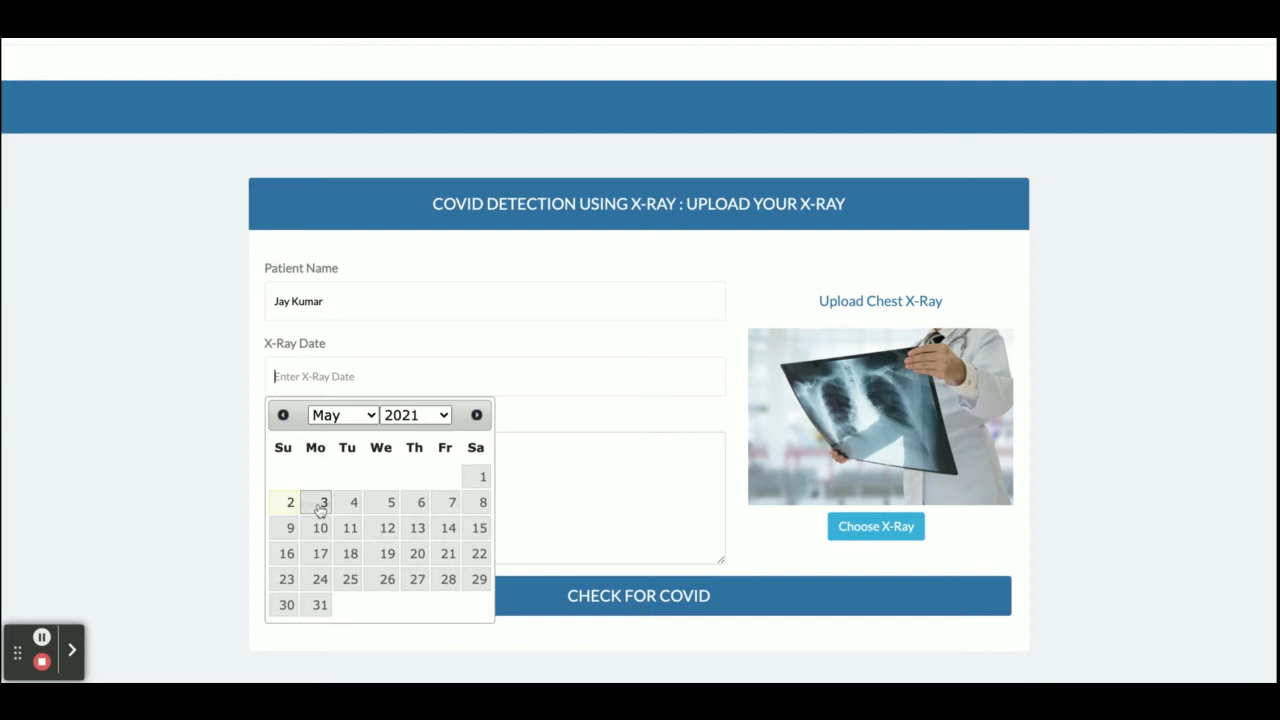 COVID DETECTION USING X-RAY : UPLOAD YOUR X-RAY
Patient Name
Jay Kumar
Upload Chest X-Ray
X-Ray Date
Enter X-Ray Date
May 2021
Su Mo Tu We Th Fr Sa
1
2 3 4 5 6 7 8
9 10 11 12 13 14 15
16 17 18 19 20 21 22
23 24 25 26 27 28 29
30 31
Choose X-Ray
CHECK FOR COVID